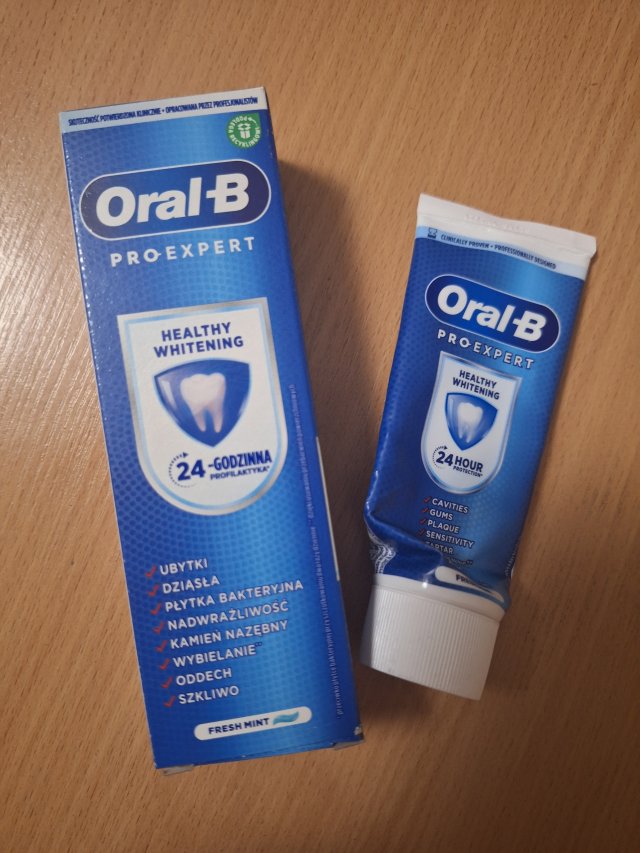 SKUTECZNOŚĆ POTWIERDZONA KLINICZNIE • OPRACOWANA PRZEZ PROFESJONALISTÓW
Oral-B
PRO-EXPERT
HEALTHY
WHITENING
24-GODZINNA
PROFILAKTYKA*
UBYTKI
DZIĄSŁA
PŁYTKA BAKTERYJNA
NADWRAŻLIWOŚĆ
KAMIEŃ NAZĘBNY
WYBIELANIE**
ODDECH
SZKLIWO
FRESH MINT
CLINICALLY PROVEN • PROFESSIONALLY DESIGNED
Oral-B
PRO-EXPERT
HEALTHY
WHITENING
24 HOUR
PROTECTION*
CAVITIES
GUMS
PLAQUE
SENSITIVITY
TARTAR